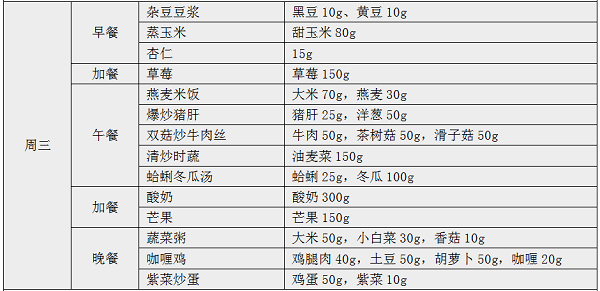 周三
早餐
杂豆豆浆 黑豆 10g、黄豆 10g
蒸玉米 甜玉米 80g
杏仁 15g
加餐
草莓 草莓 150g
午餐
燕麦米饭 大米 70g，燕麦 30g
爆炒猪肝 猪肝 25g，洋葱 50g
双菇炒牛肉丝 牛肉 50g，茶树菇 50g，滑子菇 50g
清炒时蔬 油麦菜 150g
蛤蜊冬瓜汤 蛤蜊 25g，冬瓜 100g
加餐
酸奶 酸奶 300g
芒果 芒果 150g
晚餐
蔬菜粥 大米 50g，小白菜 30g，香菇 10g
咖喱鸡 鸡腿肉 40g，土豆 50g，胡萝卜 50g，咖喱 20g
紫菜炒蛋 鸡蛋 50g，紫菜 10g